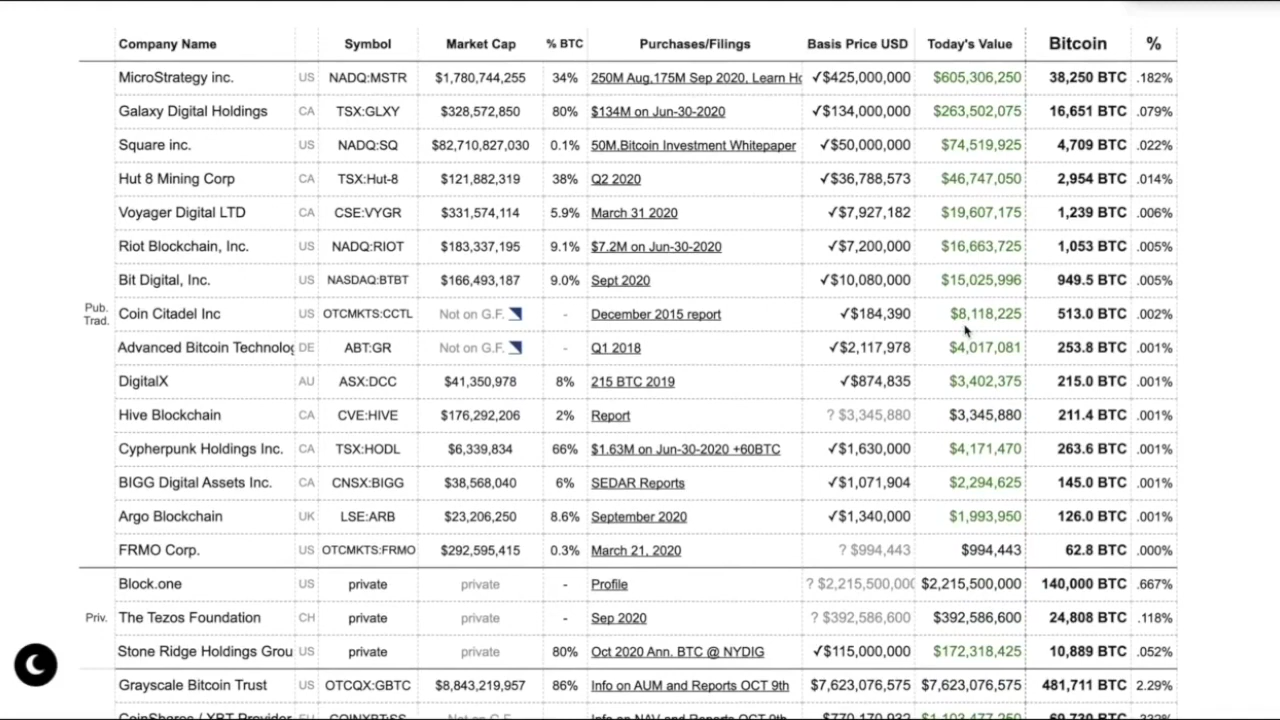 Company Name Symbol Market Cap % BTC Purchases/Filings Basis Price USD Today's Value Bitcoin %
MicroStrategy inc. US NADQ:MSTR $1,780,744,255 34% 250M Aug,175M Sep 2020, Learn Ho ✓$425,000,000 $605,306,250 38,250 BTC .182%
Galaxy Digital Holdings CA TSX:GLXY $328,572,850 80% $134M on Jun-30-2020 ✓$134,000,000 $263,502,075 16,651 BTC .079%
Square inc. US NADQ:SQ $82,710,827,030 0.1% 50M,Bitcoin Investment Whitepaper ✓$50,000,000 $74,519,925 4,709 BTC .022%
Hut 8 Mining Corp CA TSX:Hut-8 $121,882,319 38% Q2 2020 ✓$36,788,573 $46,747,050 2,954 BTC .014%
Voyager Digital LTD CA CSE:VYGR $331,574,114 5.9% March 31 2020 ✓$7,927,182 $19,607,175 1,239 BTC .006%
Riot Blockchain, Inc. US NADQ:RIOT $183,337,195 9.1% $7.2M on Jun-30-2020 ✓$7,200,000 $16,663,725 1,053 BTC .005%
Bit Digital, Inc. US NASDAQ:BTBT $166,493,187 9.0% Sept 2020 ✓$10,080,000 $15,025,996 949.5 BTC .005%
Pub. Trad. Coin Citadel Inc US OTCMKTS:CCTL Not on G.F. - December 2015 report ✓$184,390 $8,118,225 513.0 BTC .002%
Advanced Bitcoin Technolog DE ABT:GR Not on G.F. - Q1 2018 ✓$2,117,978 $4,017,081 253.8 BTC .001%
DigitalX AU ASX:DCC $41,350,978 8% 215 BTC 2019 ✓$874,835 $3,402,375 215.0 BTC .001%
Hive Blockchain CA CVE:HIVE $176,292,206 2% Report ? $3,345,880 $3,345,880 211.4 BTC .001%
Cypherpunk Holdings Inc. CA TSX:HODL $6,339,834 66% $1.63M on Jun-30-2020 +60BTC ✓$1,630,000 $4,171,470 263.6 BTC .001%
BIGG Digital Assets Inc. CA CNSX:BIGG $38,568,040 6% SEDAR Reports ✓$1,071,904 $2,294,625 145.0 BTC .001%
Argo Blockchain UK LSE:ARB $23,206,250 8.6% September 2020 ✓$1,340,000 $1,993,950 126.0 BTC .001%
FRMO Corp. US OTCMKTS:FRMO $292,595,415 0.3% March 21, 2020 ? $994,443 $994,443 62.8 BTC .000%
Block.one US private private - Profile ? $2,215,500,000 $2,215,500,000 140,000 BTC .667%
Priv. The Tezos Foundation CH private private - Sep 2020 ? $392,586,600 $392,586,600 24,808 BTC .118%
Stone Ridge Holdings Grou US private private 80% Oct 2020 Ann. BTC @ NYDIG ✓$115,000,000 $172,318,425 10,889 BTC .052%
Grayscale Bitcoin Trust US OTCQX:GBTC $8,843,219,957 86% Info on AUM and Reports OCT 9th $7,623,076,575 $7,623,076,575 481,711 BTC 2.29%